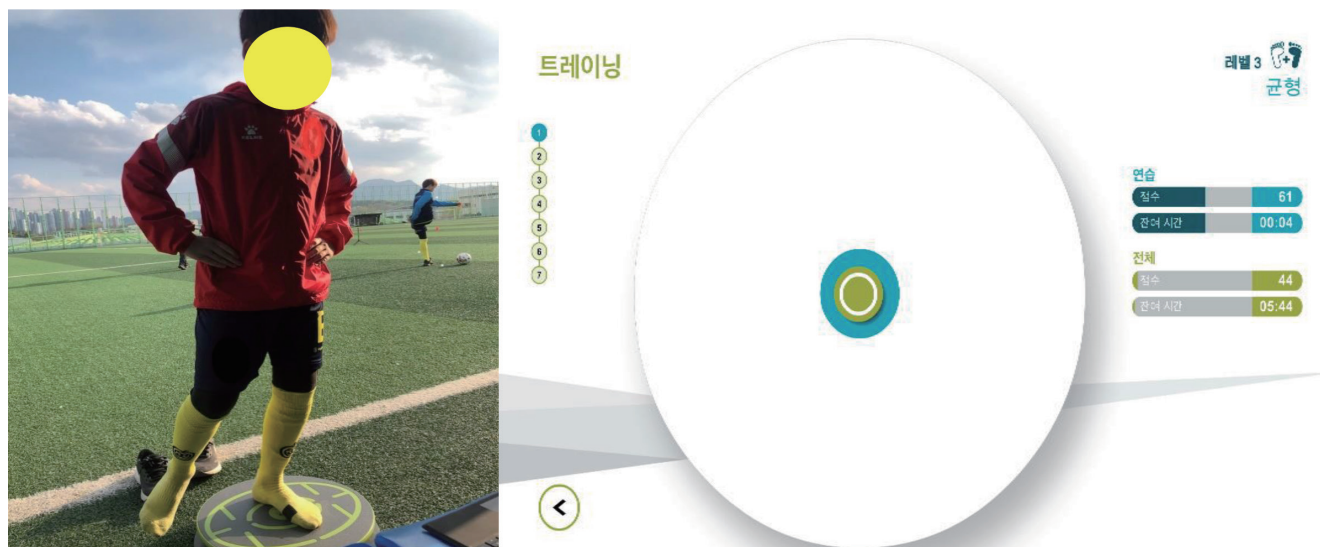 트레이닝
레벨 3
균형
1
2
3
4
5
6
7
연습
점수 61
잔여 시간 00:04
전체
점수 44
잔여 시간 05:44